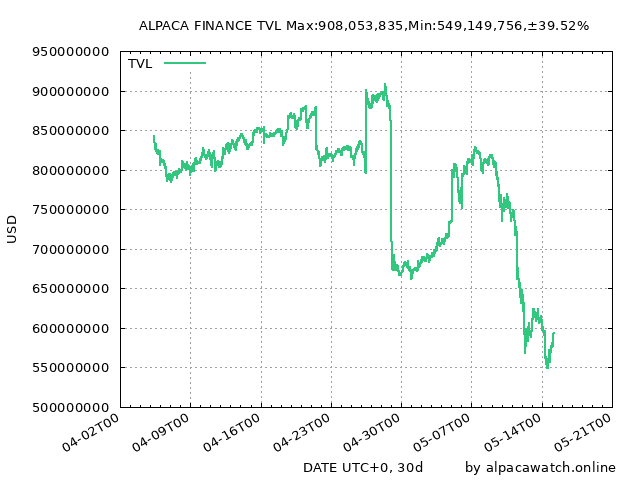 ALPACA FINANCE TVL Max:908,053,835,Min:549,149,756,±39.52%
TVL
950000000
900000000
850000000
800000000
750000000
700000000
650000000
600000000
550000000
500000000
USD
04-02T00 04-09T00 04-16T00 04-23T00 04-30T00 05-07T00 05-14T00 05-21T00
DATE UTC+0, 30d by alpacawatch.online